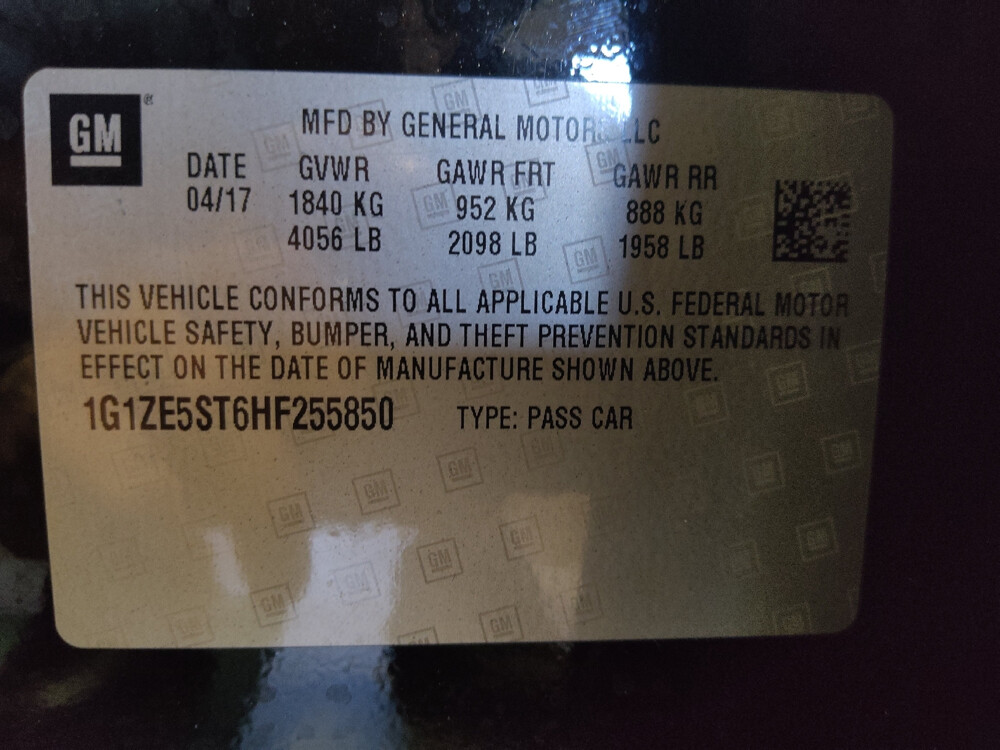 GM
MFD BY GENERAL MOTORS LLC
DATE GVWR GAWR FRT GAWR RR
04/17 1840 KG 952 KG 888 KG
4056 LB 2098 LB 1958 LB
THIS VEHICLE CONFORMS TO ALL APPLICABLE U.S. FEDERAL MOTOR
VEHICLE SAFETY, BUMPER, AND THEFT PREVENTION STANDARDS IN
EFFECT ON THE DATE OF MANUFACTURE SHOWN ABOVE.
1G1ZE5ST6HF255850 TYPE: PASS CAR